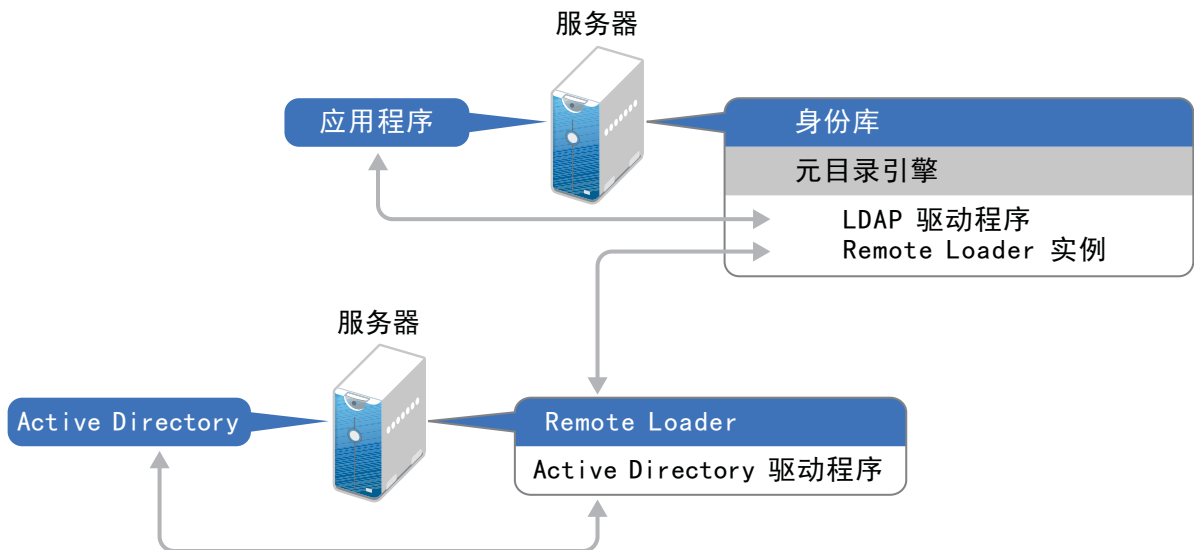 服务器
应用程序
身份库
元目录引擎
LDAP 驱动程序
Remote Loader 实例
服务器
Active Directory
Remote Loader
Active Directory 驱动程序